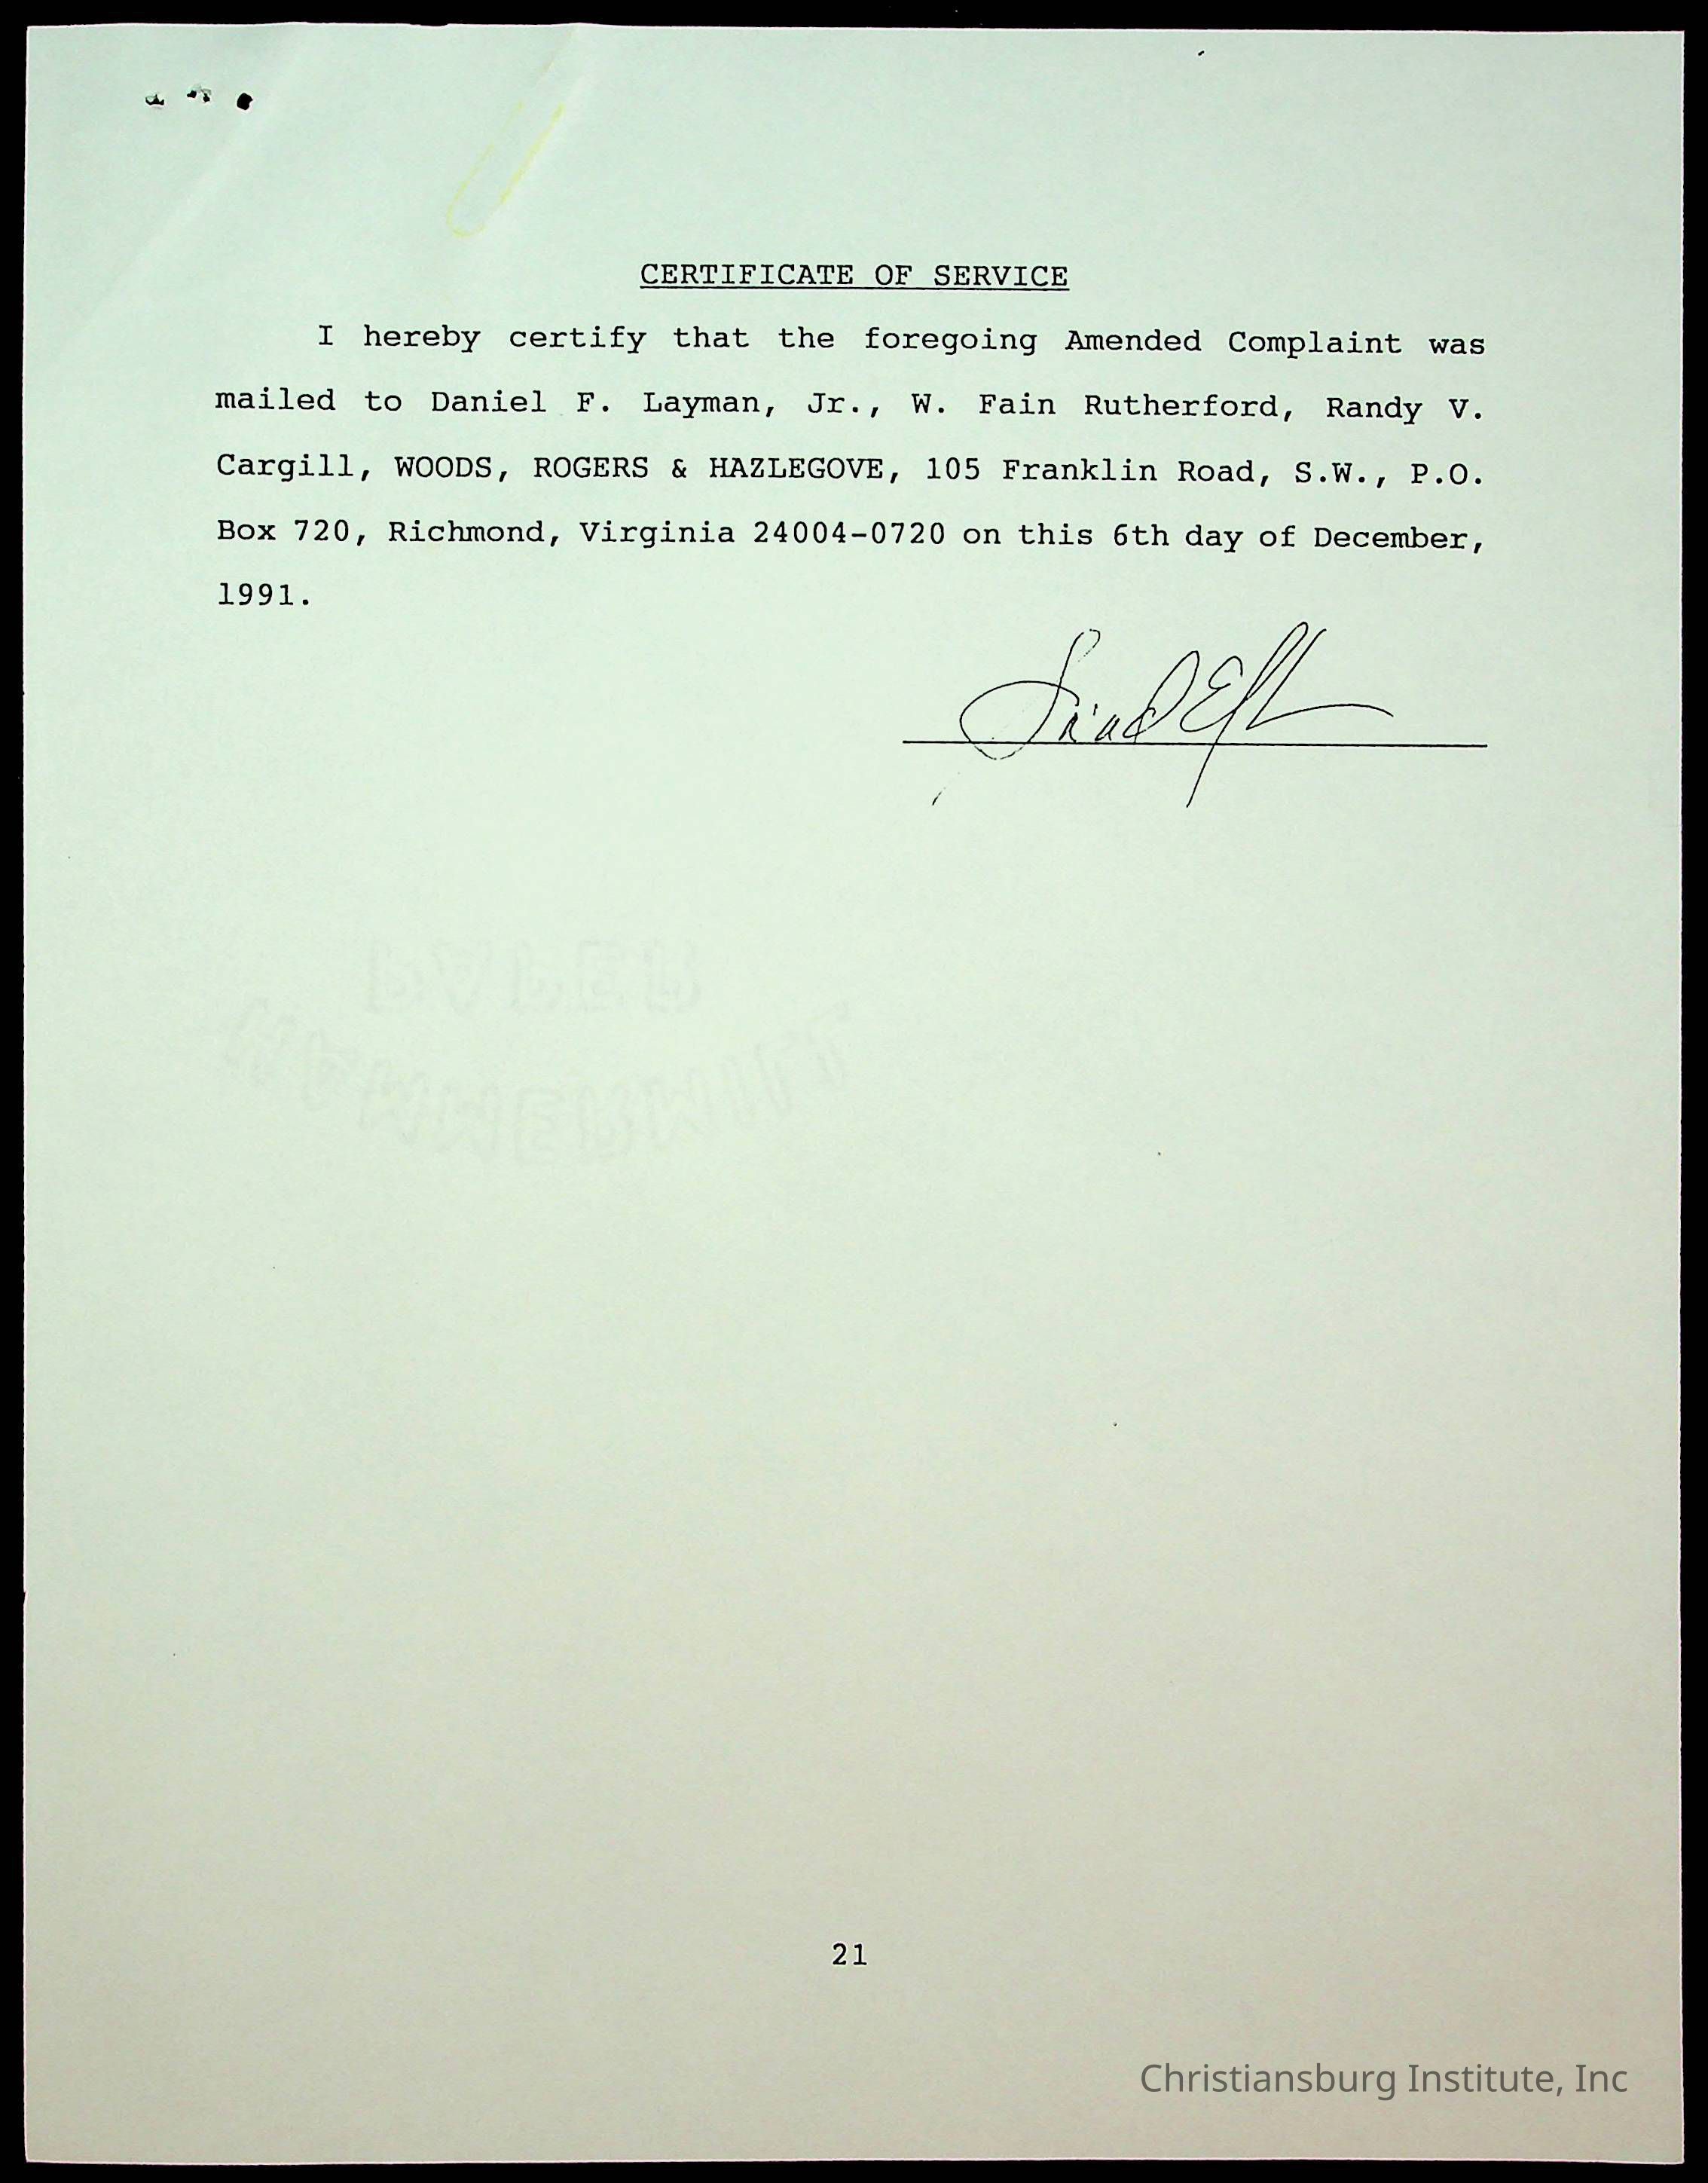 CERTIFICATE OF SERVICE
I hereby certify that the foregoing Amended Complaint was
mailed to Daniel F. Layman, Jr., W. Fain Rutherford, Randy V.
Cargill, WOODS, ROGERS & HAZLEGOVE, 105 Franklin Road, S.W., P.O.
Box 720, Richmond, Virginia 24004-0720 on this 6th day of December,
1991.
21
Christiansburg Institute, Inc